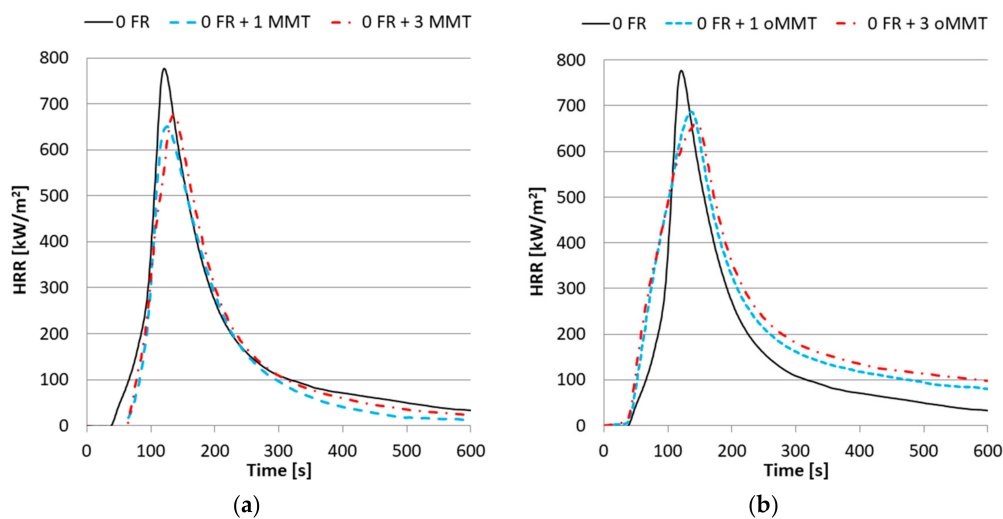 0 FR 0 FR + 1 MMT 0 FR + 3 MMT
800
700
600
500
400
300
200
100
0
HRR [kW/m²]
0 100 200 300 400 500 600
Time [s]
(a)
0 FR 0 FR + 1 oMMT 0 FR + 3 oMMT
800
700
600
500
400
300
200
100
0
HRR [kW/m²]
0 100 200 300 400 500 600
Time [s]
(b)